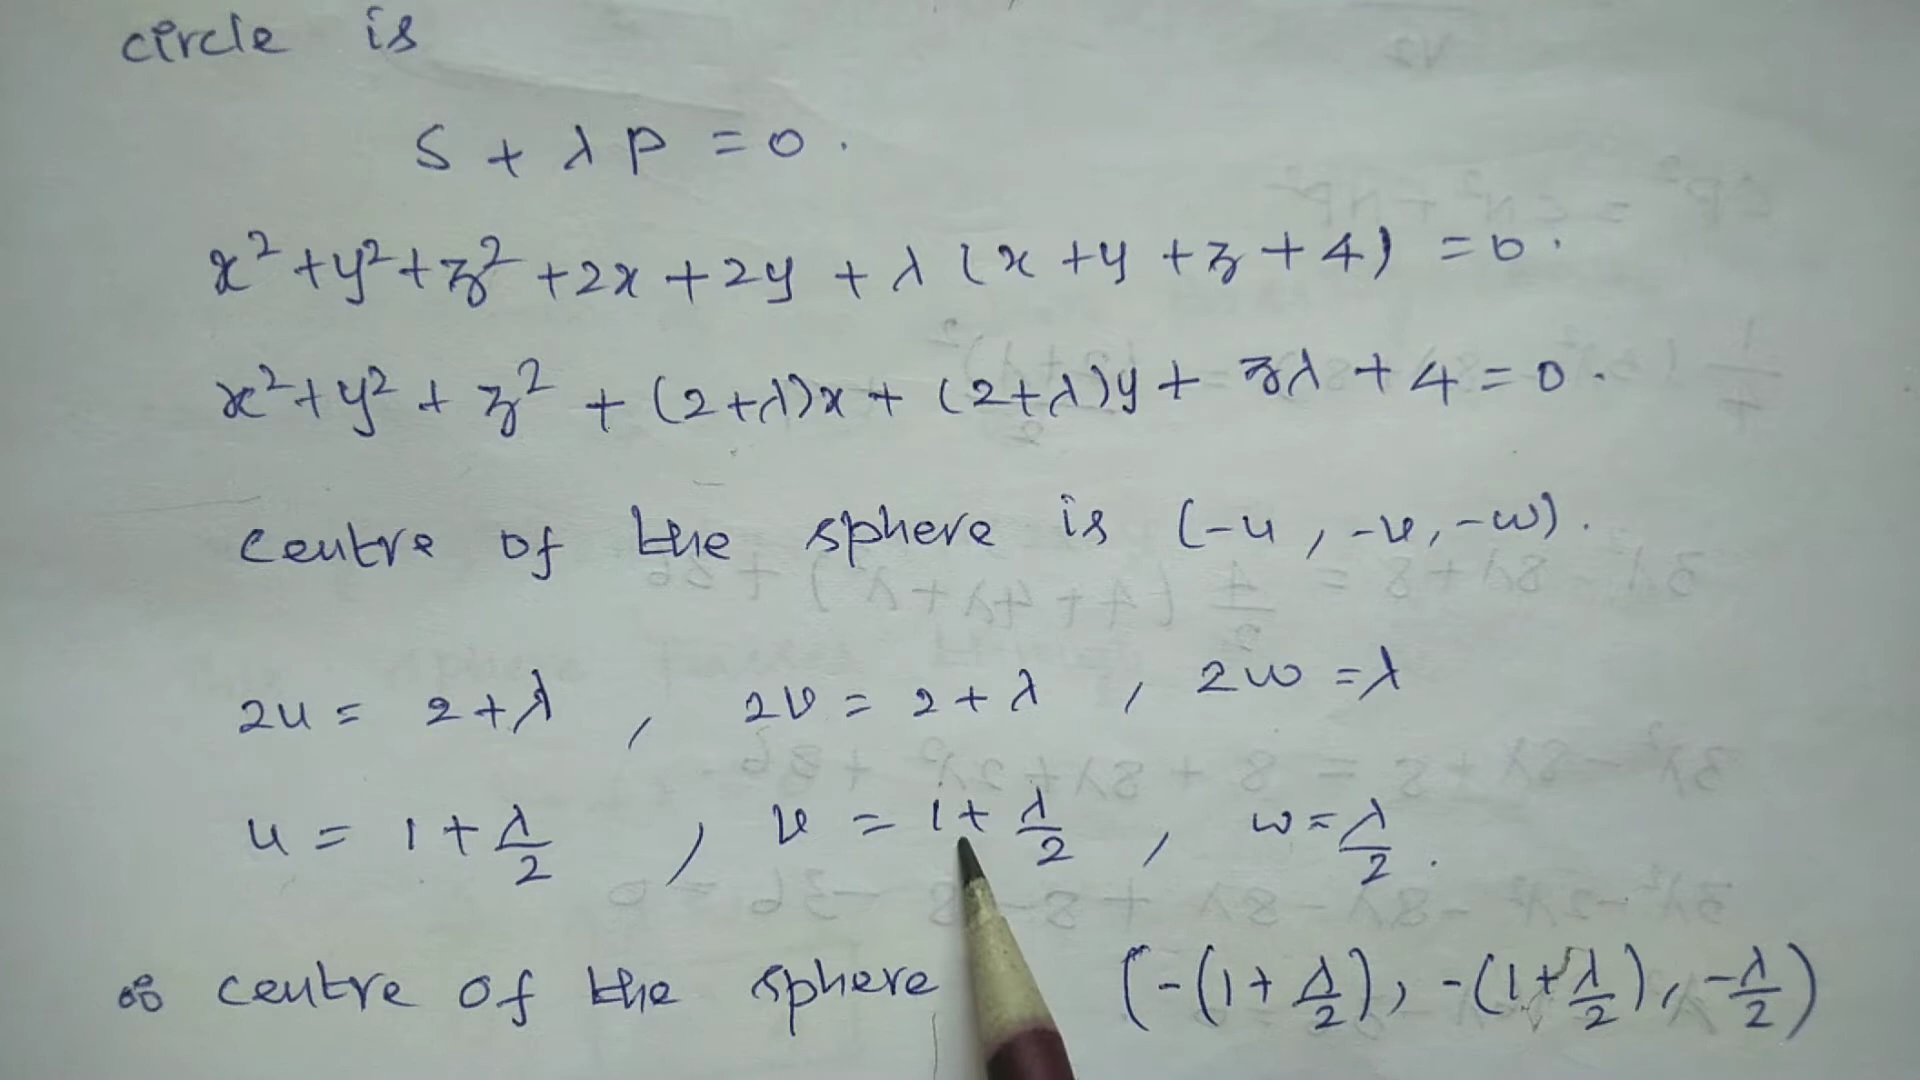 circle is
S + λ P = 0.
x² + y² + z² + 2x + 2y + λ (x + y + z + 4) = 0.
x² + y² + z² + (2+λ)x + (2+λ)y + zλ + 4 = 0.
centre of the sphere is (-u, -v, -w).
2u = 2+λ , 2v = 2+λ , 2w = λ
u = 1 + λ/2 , v = 1 + λ/2 , w = λ/2.
∴ centre of the sphere (-(1+λ/2), -(1+λ/2), -λ/2)